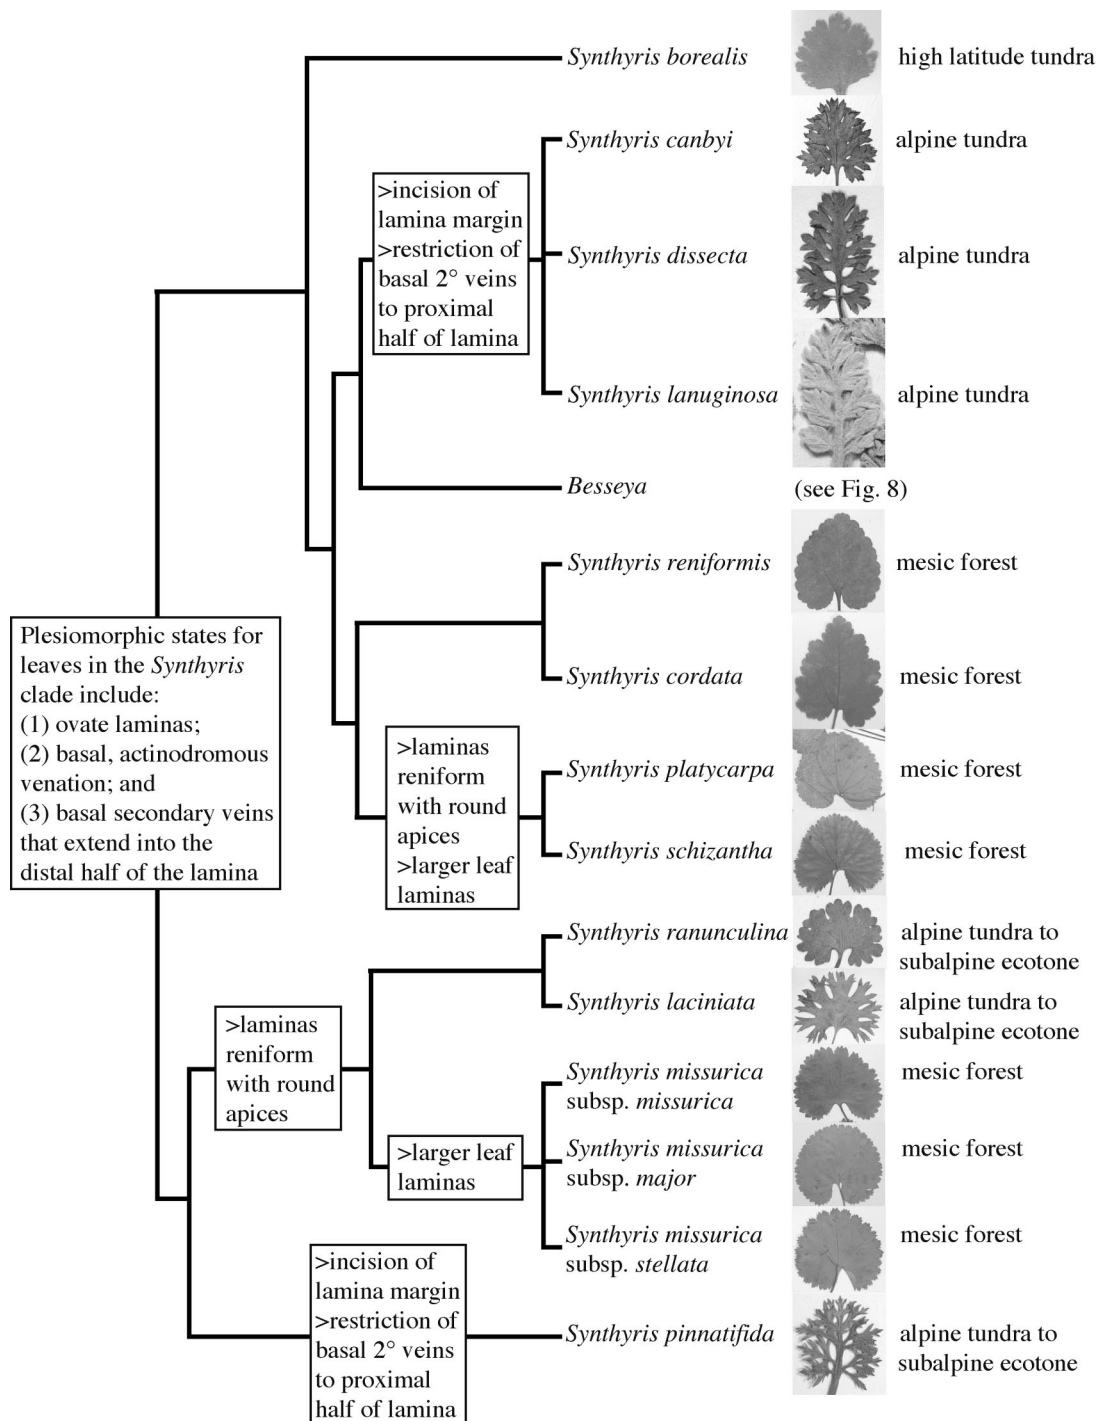 Synthyris borealis
high latitude tundra
Synthyris canbyi
alpine tundra
>incision of
lamina margin
>restriction of
basal 2° veins
to proximal
half of lamina
Synthyris dissecta
alpine tundra
Synthyris lanuginosa
alpine tundra
Besseya
(see Fig. 8)
Synthyris reniformis
mesic forest
Synthyris cordata
mesic forest
Plesiomorphic states for
leaves in the Synthyris
clade include:
(1) ovate laminas;
(2) basal, actinodromous
venation; and
(3) basal secondary veins
that extend into the
distal half of the lamina
>laminas
reniform
with round
apices
>larger leaf
laminas
Synthyris platycarpa
mesic forest
Synthyris schizantha
mesic forest
Synthyris ranunculina
alpine tundra to
subalpine ecotone
Synthyris laciniata
alpine tundra to
subalpine ecotone
>laminas
reniform
with round
apices
Synthyris missurica
subsp. missurica
mesic forest
>larger leaf
laminas
Synthyris missurica
subsp. major
mesic forest
Synthyris missurica
subsp. stellata
mesic forest
>incision of
lamina margin
>restriction of
basal 2° veins
to proximal
half of lamina
Synthyris pinnatifida
alpine tundra to
subalpine ecotone